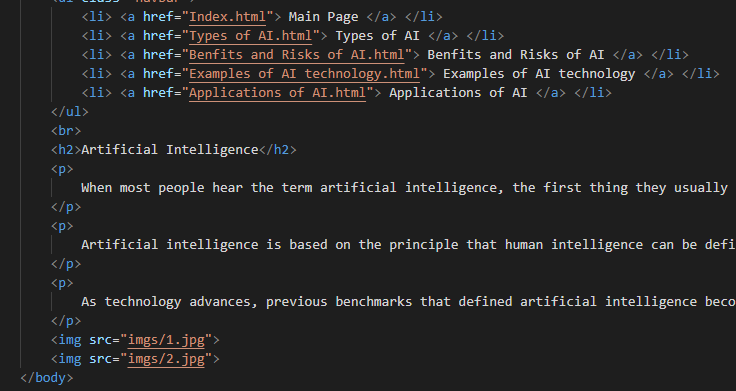 <li> <a href="Index.html"> Main Page </a> </li>
<li> <a href="Types of AI.html"> Types of AI </a> </li>
<li> <a href="Benfits and Risks of AI.html"> Benfits and Risks of AI </a> </li>
<li> <a href="Examples of AI technology.html"> Examples of AI technology </a> </li>
<li> <a href="Applications of AI.html"> Applications of AI </a> </li>
</ul>
<br>
<h2>Artificial Intelligence</h2>
<p>
When most people hear the term artificial intelligence, the first thing they usually
</p>
<p>
Artificial intelligence is based on the principle that human intelligence can be defi
</p>
<p>
As technology advances, previous benchmarks that defined artificial intelligence beco
</p>
<img src="imgs/1.jpg">
<img src="imgs/2.jpg">
</body>